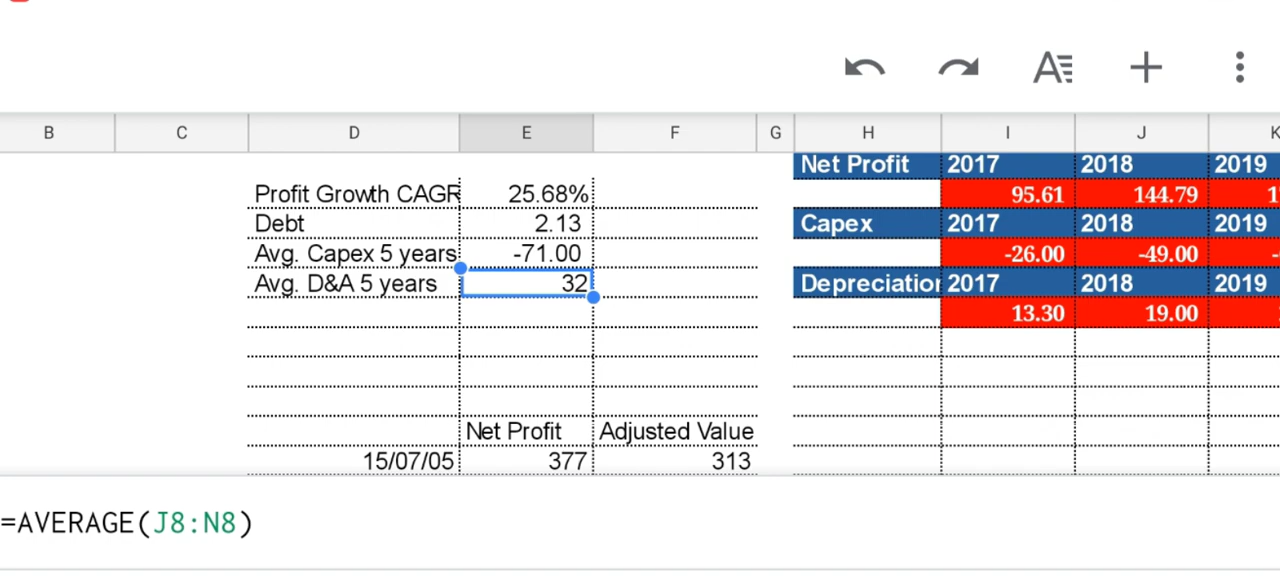 B C D E F G H I J K
Net Profit 2017 2018 2019
Profit Growth CAGR 25.68% 95.61 144.79
Debt 2.13 Capex 2017 2018 2019
Avg. Capex 5 years -71.00 -26.00 -49.00
Avg. D&A 5 years 32 Depreciation 2017 2018 2019
13.30 19.00
Net Profit Adjusted Value
15/07/05 377 313
=AVERAGE(J8:N8)